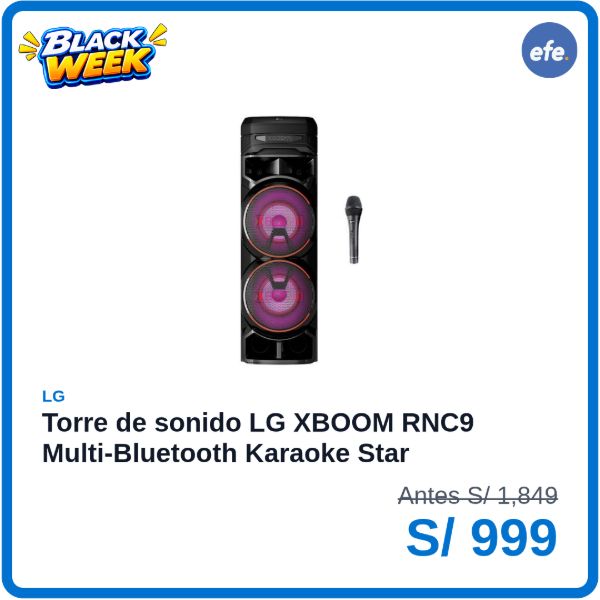 BLACK
WEEK
efe.
LG
Torre de sonido LG XBOOM RNC9
Multi-Bluetooth Karaoke Star
Antes S/ 1,849
S/ 999